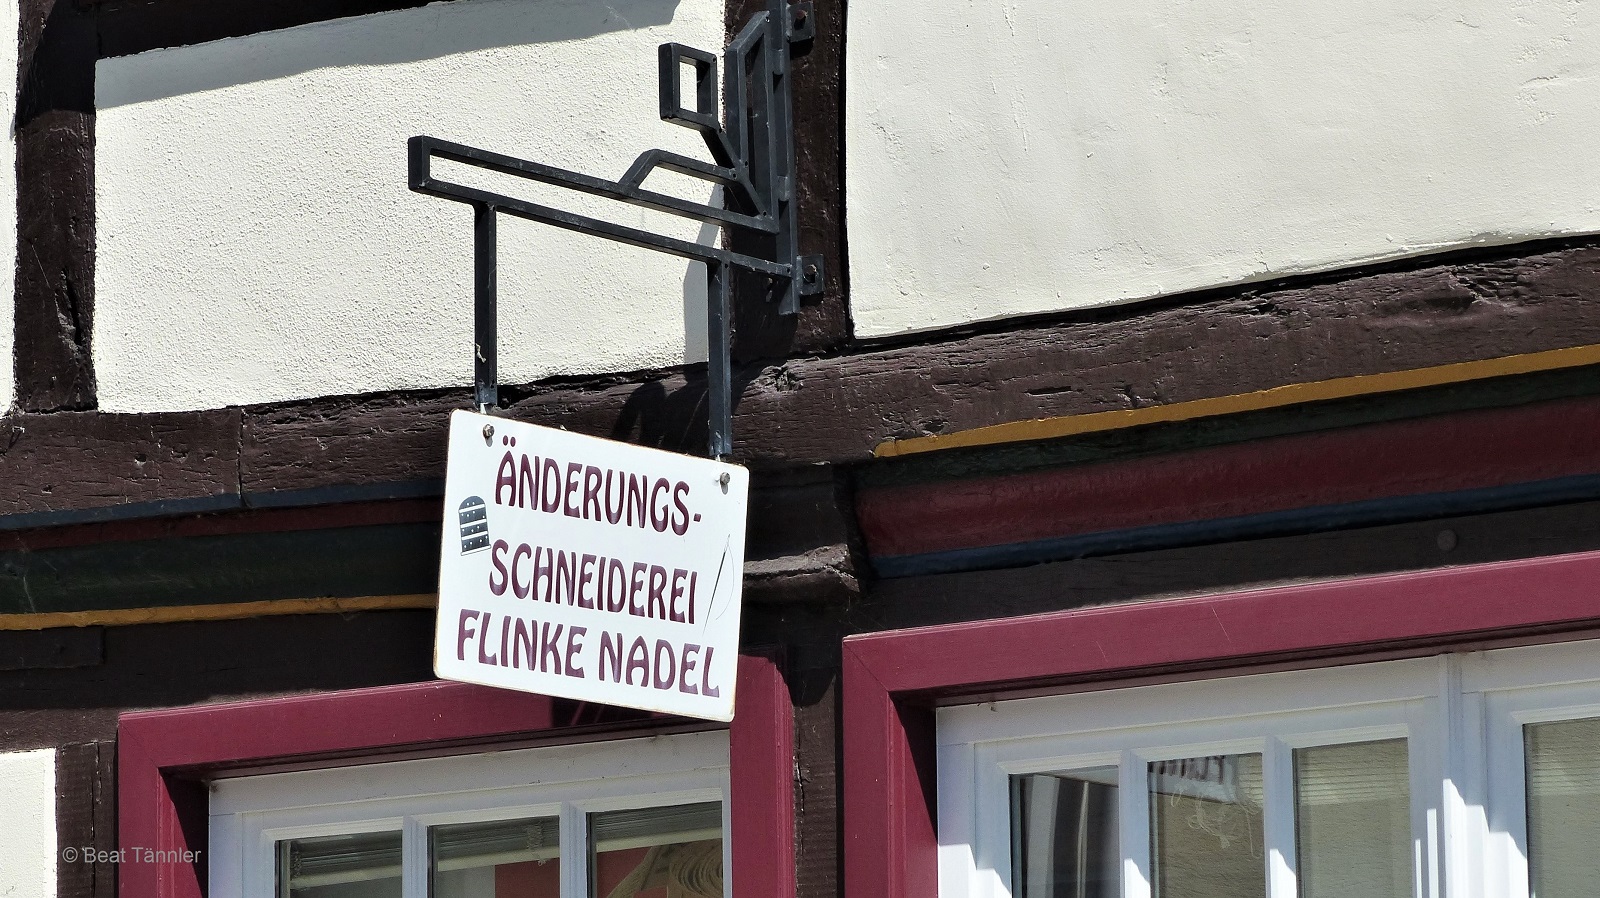 ÄNDERUNGS-
SCHNEIDEREI
FLINKE NADEL
© Beat Tännler